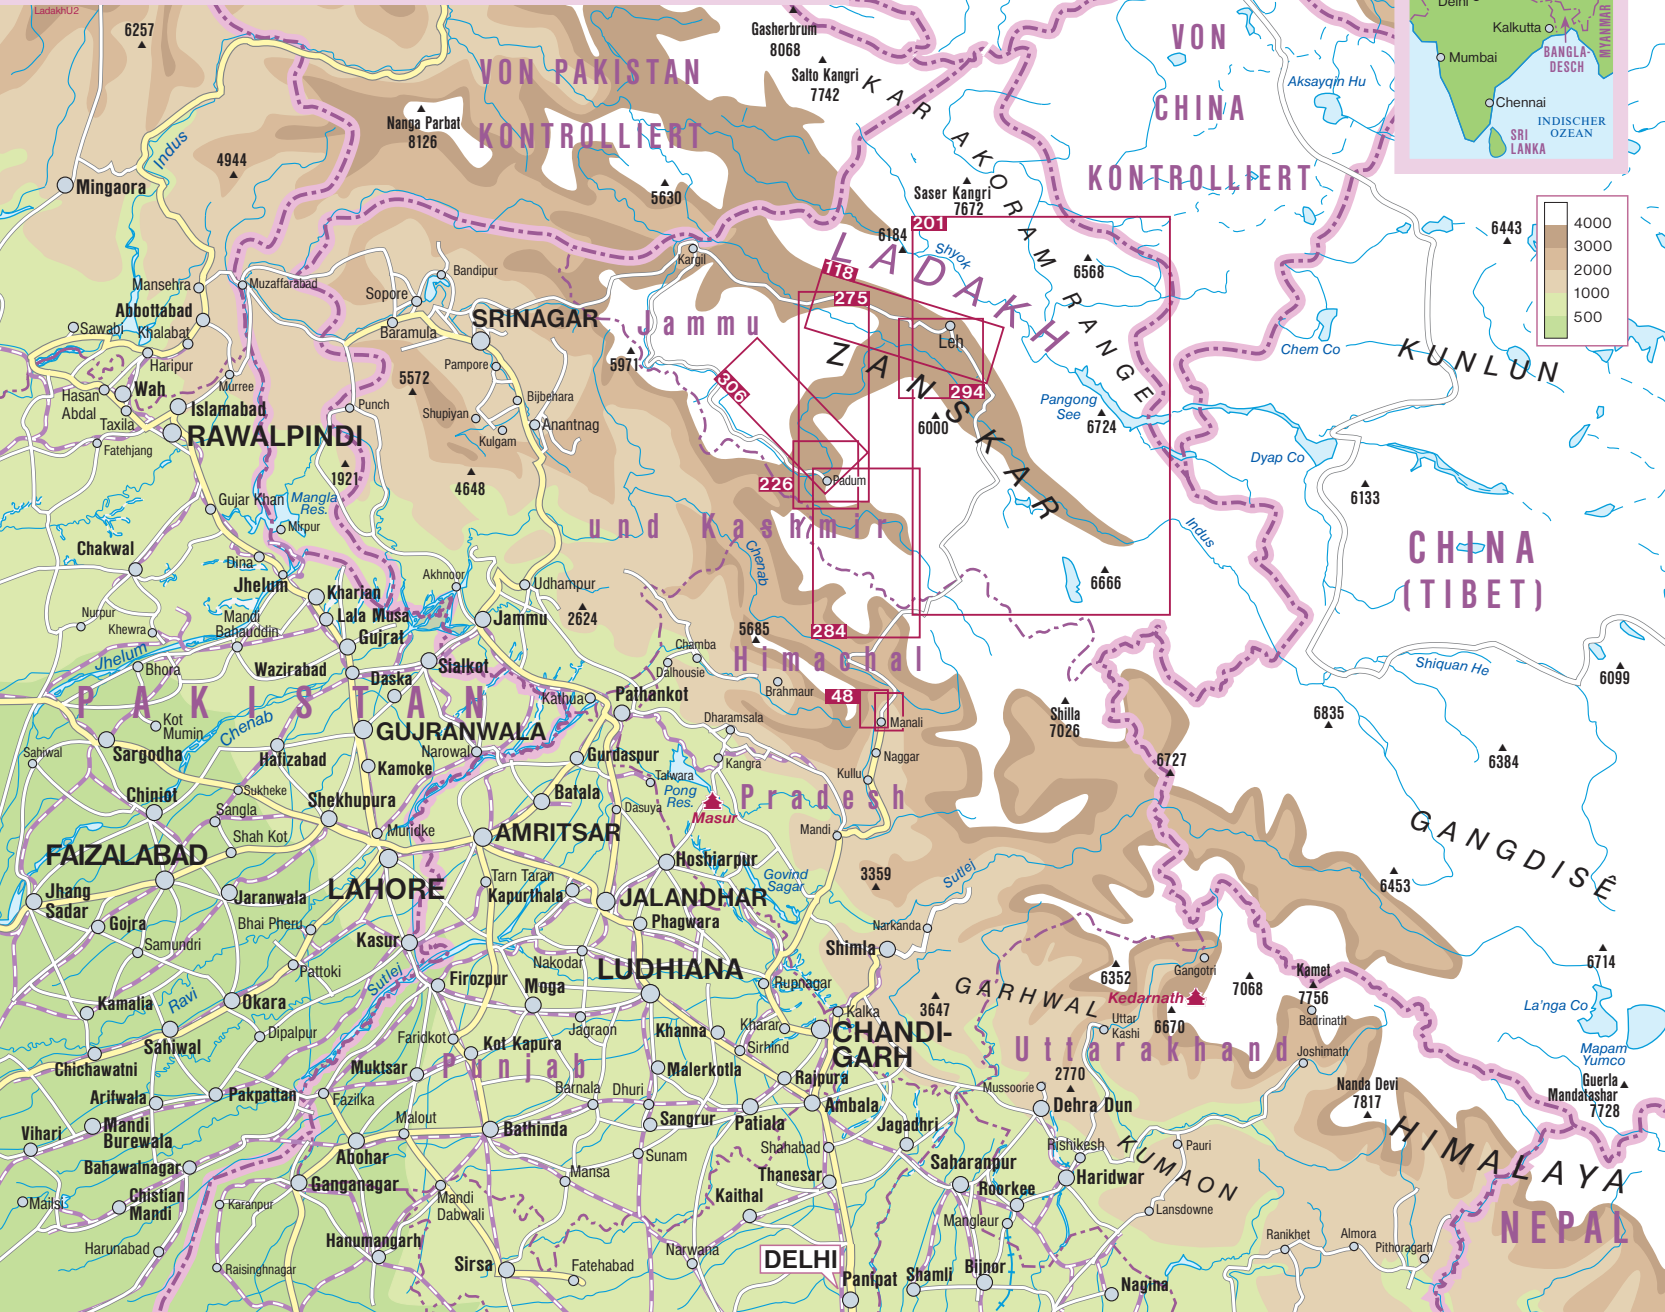 LadakhU2
6257
Gasherbrum
8068
Salto Kangri
7742
VON PAKISTAN
KONTROLLIERT
VON
CHINA
KONTROLLIERT
Delhi
Kalkutta
Mumbai
BANGLA-
DESCH
MYANMAR
Chennai
INDISCHER
OZEAN
SRI
LANKA
Aksayqin Hu
KARAKORAM RANGE
Nanga Parbat
8126
Indus
4944
Mingaora
5630
Saser Kangri
7672
201
6184
Shyok
LADAKH
118
275
6568
6443
4000
3000
2000
1000
500
Kargil
Bandipur
Mansehra
Muzaffarabad
Sopore
Abbottabad
SRINAGAR
Sawabi
Khalabat
Baramula
Jammu
Leh
ZANSKAR
Chem Co
KUNLUN
Haripur
Pampore
5971
Murree
5572
Hasan
Abdal
Wah
306
294
Taxila
Islamabad
Punch
Bijbehara
Shupiyan
6000
Pangong
See
6724
RAWALPINDI
Anantnag
Kulgam
Fatehjang
1921
4648
226
Padum
Dyap Co
6133
Gujar Khan
Mangla
Res.
Mirpur
und Kashmir
Indus
CHINA
(TIBET)
Chakwal
Dina
Chenab
Jhelum
Akhnoor
Udhampur
6666
Kharian
Nurpur
Lala Musa
Jammu
2624
Khewra
Mandi
Bahauddin
Gujrat
5685
284
Chamba
Jhelum
Bhora
Wazirabad
Sialkot
Himachal
Dalhousie
Shiquan He
6099
Daska
Brahmaur
48
PAKISTAN
Kathua
Pathankot
Kot
Mumin
Chenab
Manali
Shilla
7026
6835
Dharamsala
GUJRANWALA
Sahiwal
Sargodha
Hafizabad
Narowal
Gurdaspur
Kangra
Naggar
6727
6384
Kamoke
Talwara
Kullu
Sukheke
Pong
Res.
Chiniot
Shekhupura
Batala
Pradesh
Sangla
Dasuya
Masur
Shah Kot
Muridke
AMRITSAR
Mandi
GANGDISÊ
FAIZALABAD
Hoshiarpur
Govind
Sagar
3359
Sutlej
6453
LAHORE
Tarn Taran
Kapurthala
Jhang
Sadar
Jaranwala
JALANDHAR
Gojra
Bhai Pheru
Phagwara
Narkanda
Samundri
Kasur
Shimla
6714
Nakodar
LUDHIANA
Pattoki
Sutlej
Firozpur
Rupnagar
6352
Gangotri
Kamet
7756
7068
Kamalia
Ravi
Okara
Moga
GARHWAL
Kedarnath
La'nga Co
3647
Kalka
Badrinath
Dipalpur
Faridkot
Jagraon
Khanna
Kharar
CHANDI-
GARH
Uttar
Kashi
6670
Sahiwal
Kot Kapura
Sirhind
Uttarakhand
Mapam
Yumco
Chichawatni
Muktsar
Punjab
Malerkotla
Joshimath
Rajpura
2770
Mussoorie
Nanda Devi
7817
Guerla
Mandatashar
7728
Arifwala
Pakpattan
Fazilka
Barnala
Dhuri
Ambala
Dehra Dun
Mandi
Burewala
Malout
Sangrur
Patiala
Jagadhri
HIMALAYA
Vihari
Bathinda
Abohar
Shahabad
Rishikesh
KUMAON
Pauri
Bahawalnagar
Sunam
Saharanpur
Mansa
Thanesar
Haridwar
Ganganagar
Roorkee
Mailsi
Chistian
Mandi
Karanpur
Mandi
Dabwali
Kaithal
Lansdowne
NEPAL
Manglaur
Harunabad
Hanumangarh
Narwana
DELHI
Ranikhet
Almora
Pithoragarh
Raisinghnagar
Sirsa
Fatehabad
Panipat
Shamli
Bijnor
Nagina